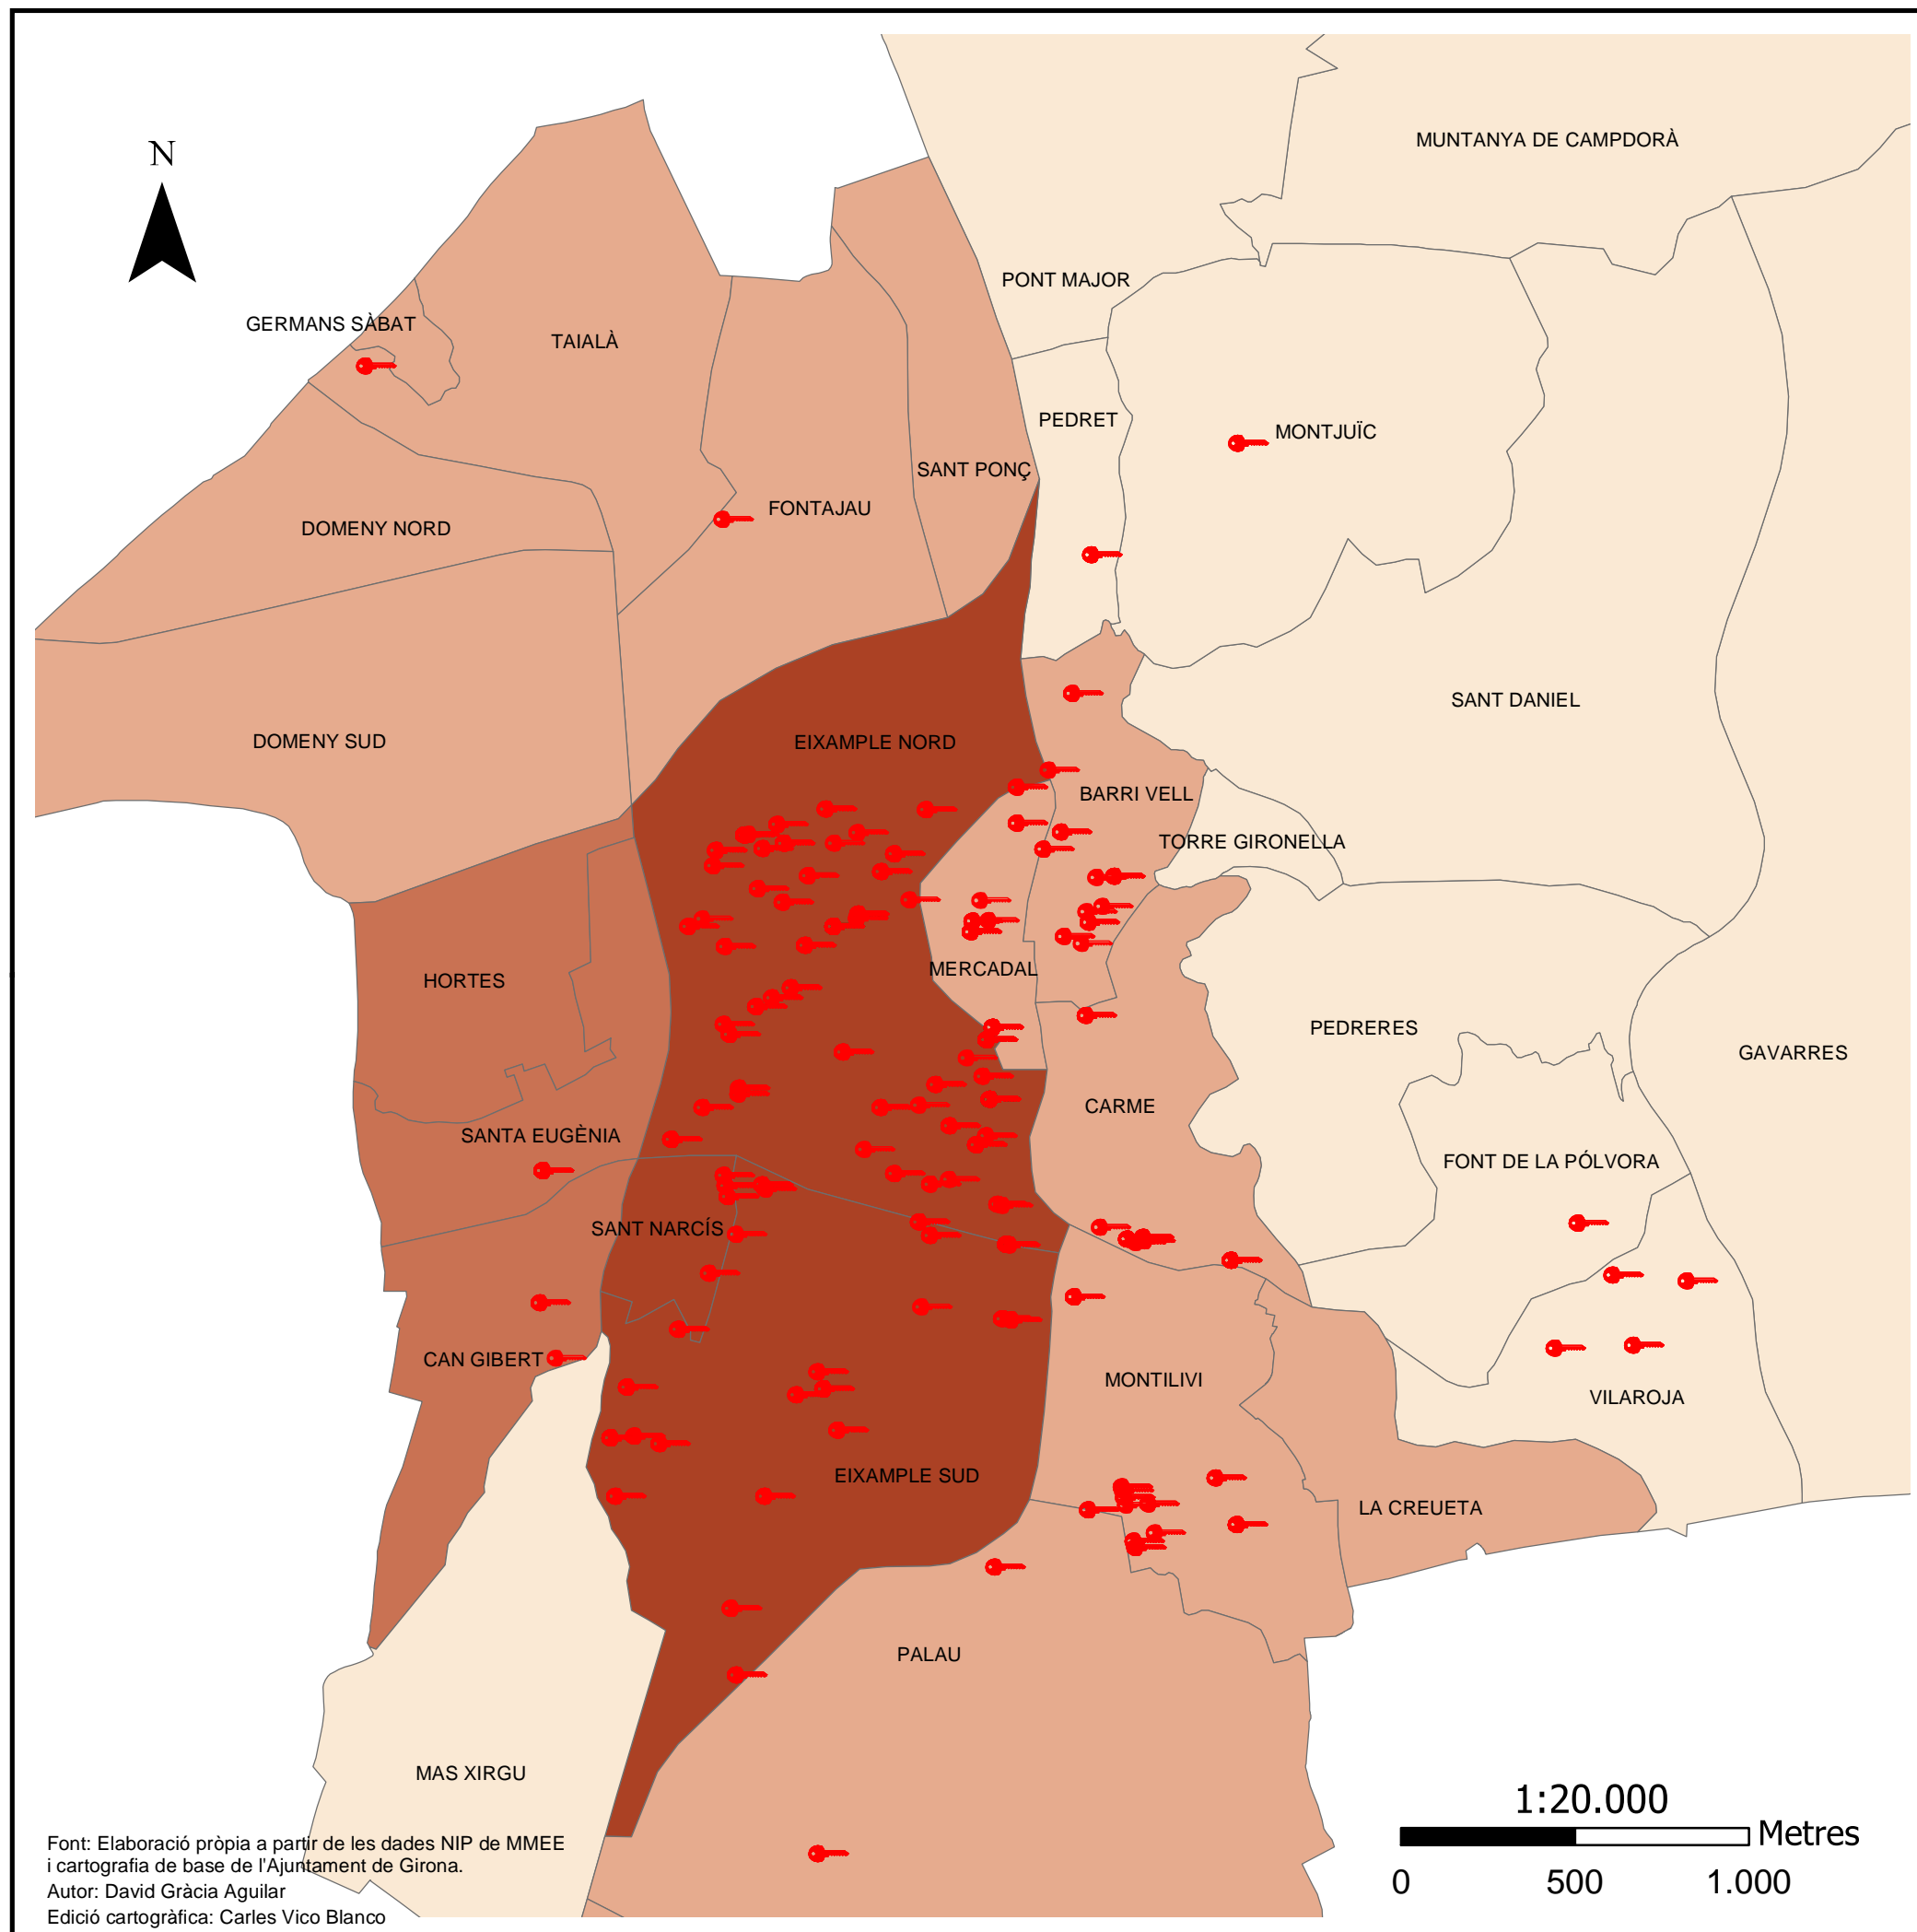 MUNTANYA DE CAMPDORÀ
N
PONT MAJOR
GERMANS SÀBAT
TAIALÀ
PEDRET
MONTJUÏC
SANT PONÇ
FONTAJAU
DOMENY NORD
SANT DANIEL
DOMENY SUD
EIXAMPLE NORD
BARRI VELL
TORRE GIRONELLA
MERCADAL
HORTES
PEDRERES
GAVARRES
CARME
SANTA EUGÈNIA
FONT DE LA PÓLVORA
SANT NARCÍS
CAN GIBERT
MONTILIVI
VILAROJA
EIXAMPLE SUD
LA CREUETA
PALAU
MAS XIRGU
1:20.000
Metres
0 500 1.000
Font: Elaboració pròpia a partir de les dades NIP de MMEE
i cartografia de base de l'Ajuntament de Girona.
Autor: David Gràcia Aguilar
Edició cartogràfica: Carles Vico Blanco